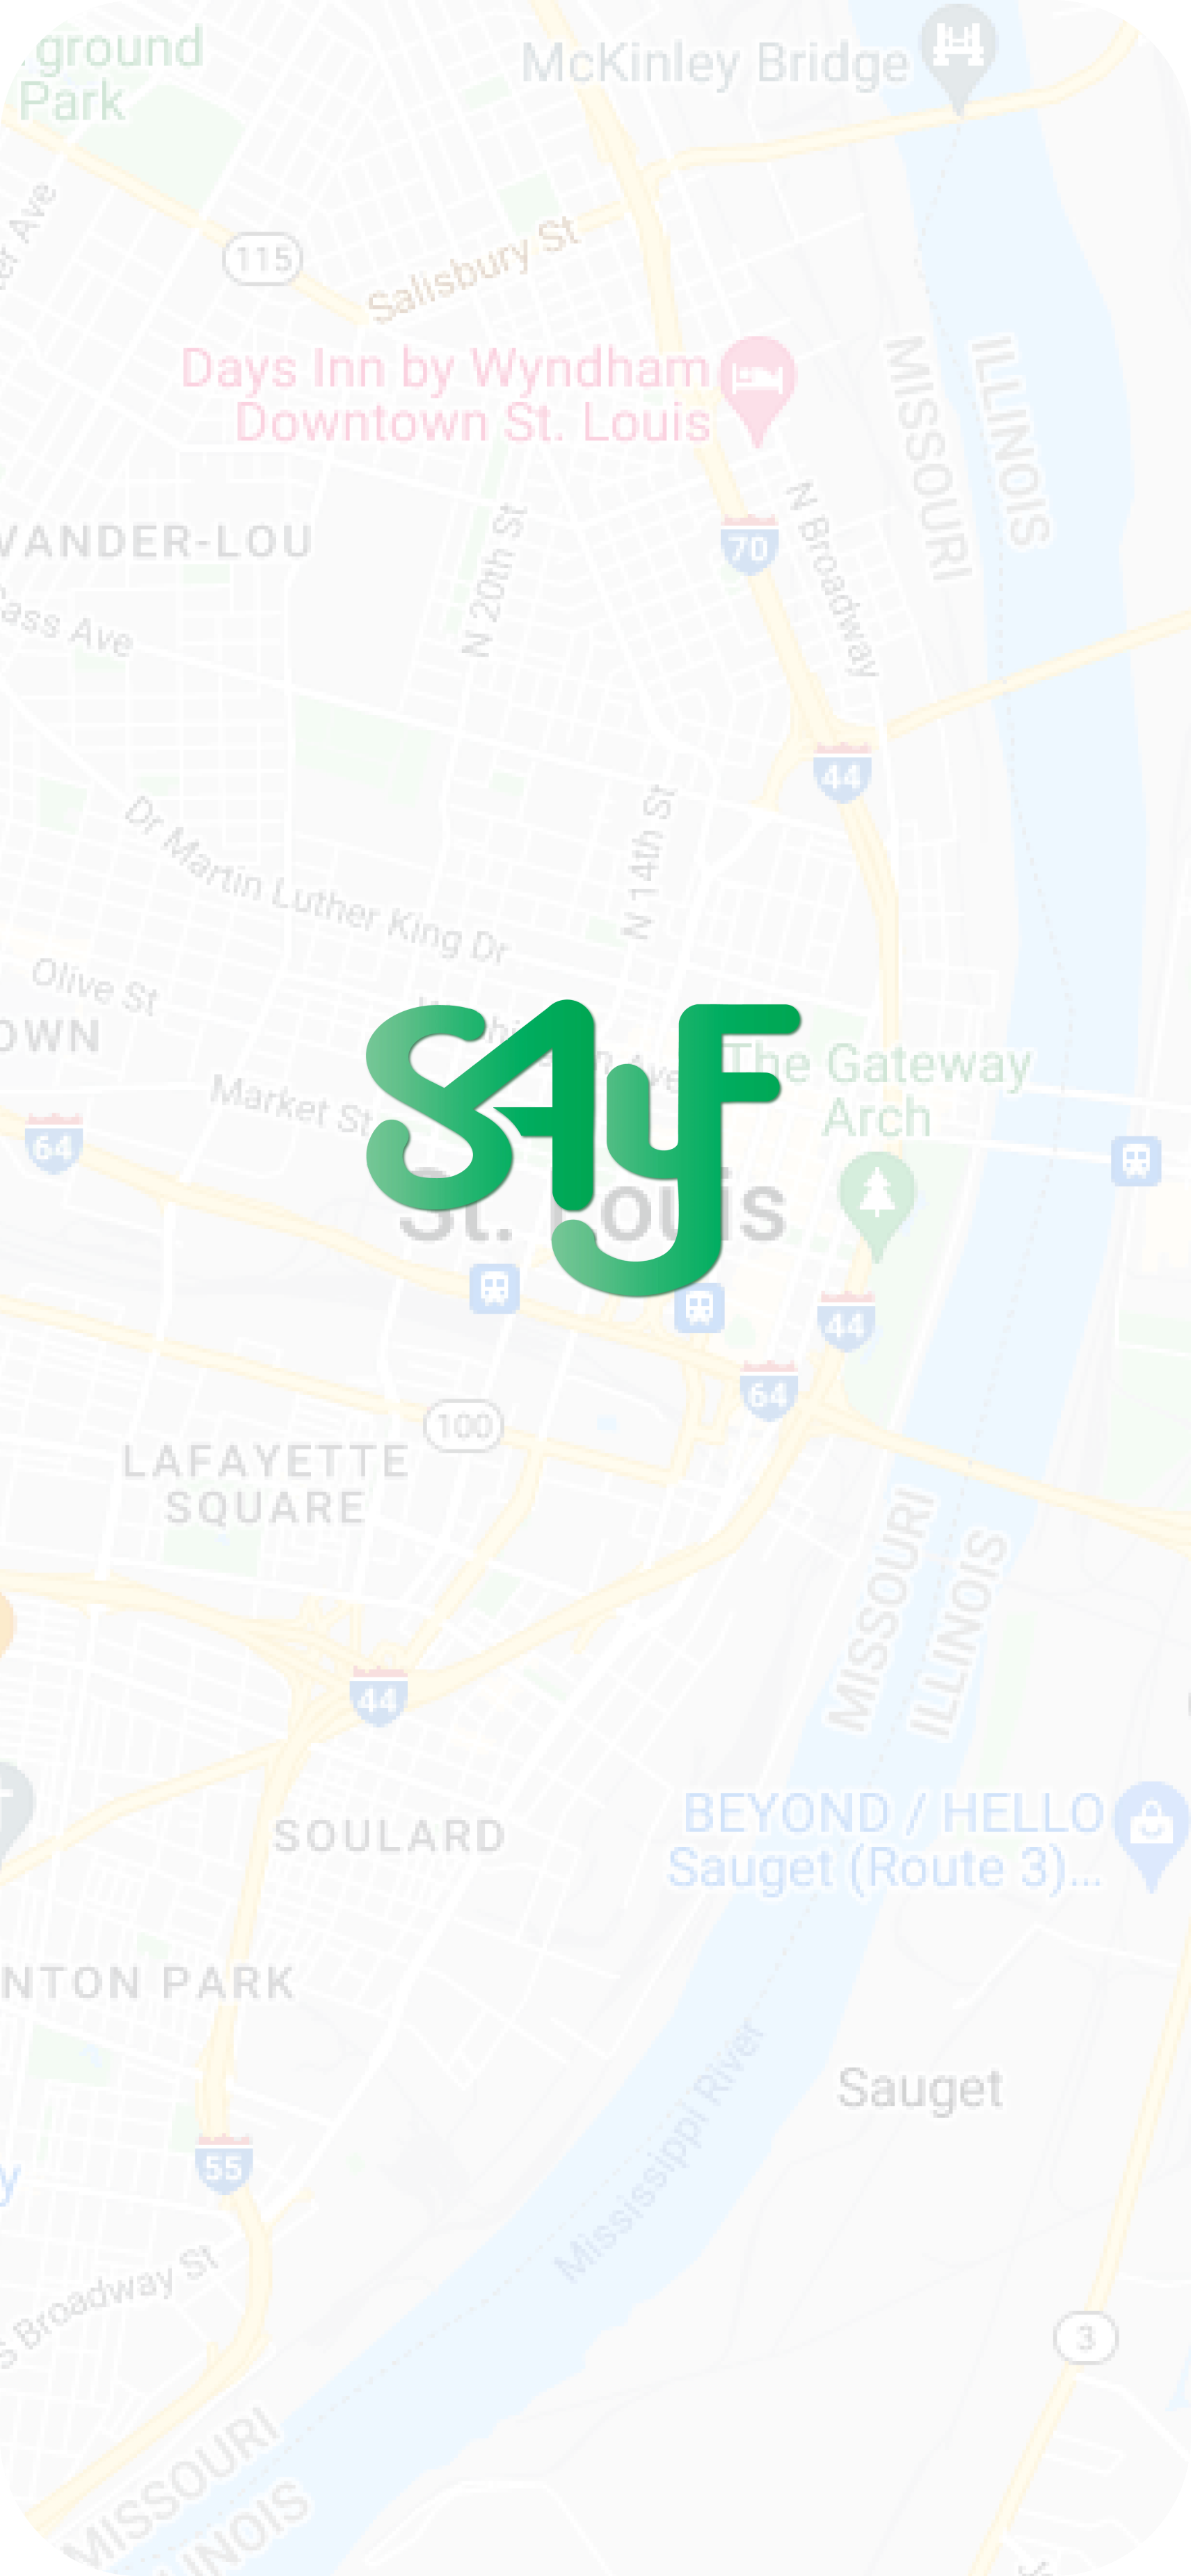 ground
Park
McKinley Bridge
115
Salisbury St
Days Inn by Wyndham
Downtown St. Louis
MISSOURI
ILLINOIS
70
N Broadway
VANDER-LOU
N 20th St
Cass Ave
44
N 14th St
Dr Martin Luther King Dr
Olive St
OWN
SAyF
The Gateway
Arch
Market St
64
St. Louis
44
64
100
LAFAYETTE
SQUARE
MISSOURI
ILLINOIS
44
BEYOND / HELLO
Sauget (Route 3)...
SOULARD
NTON PARK
Mississippi River
Sauget
55
y
S Broadway St
3
MISSOURI
LINOIS